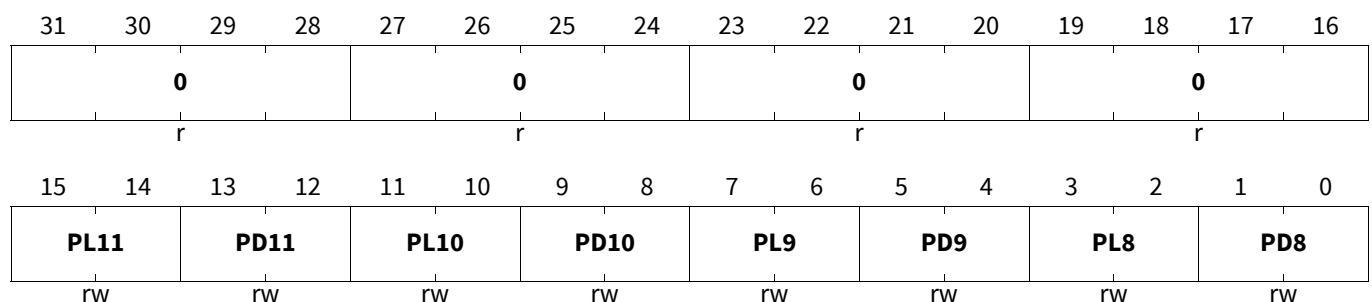 31 30 29 28 27 26 25 24 23 22 21 20 19 18 17 16
0 0 0 0
r r r r
15 14 13 12 11 10 9 8 7 6 5 4 3 2 1 0
PL11 PD11 PL10 PD10 PL9 PD9 PL8 PD8
rw rw rw rw rw rw rw rw